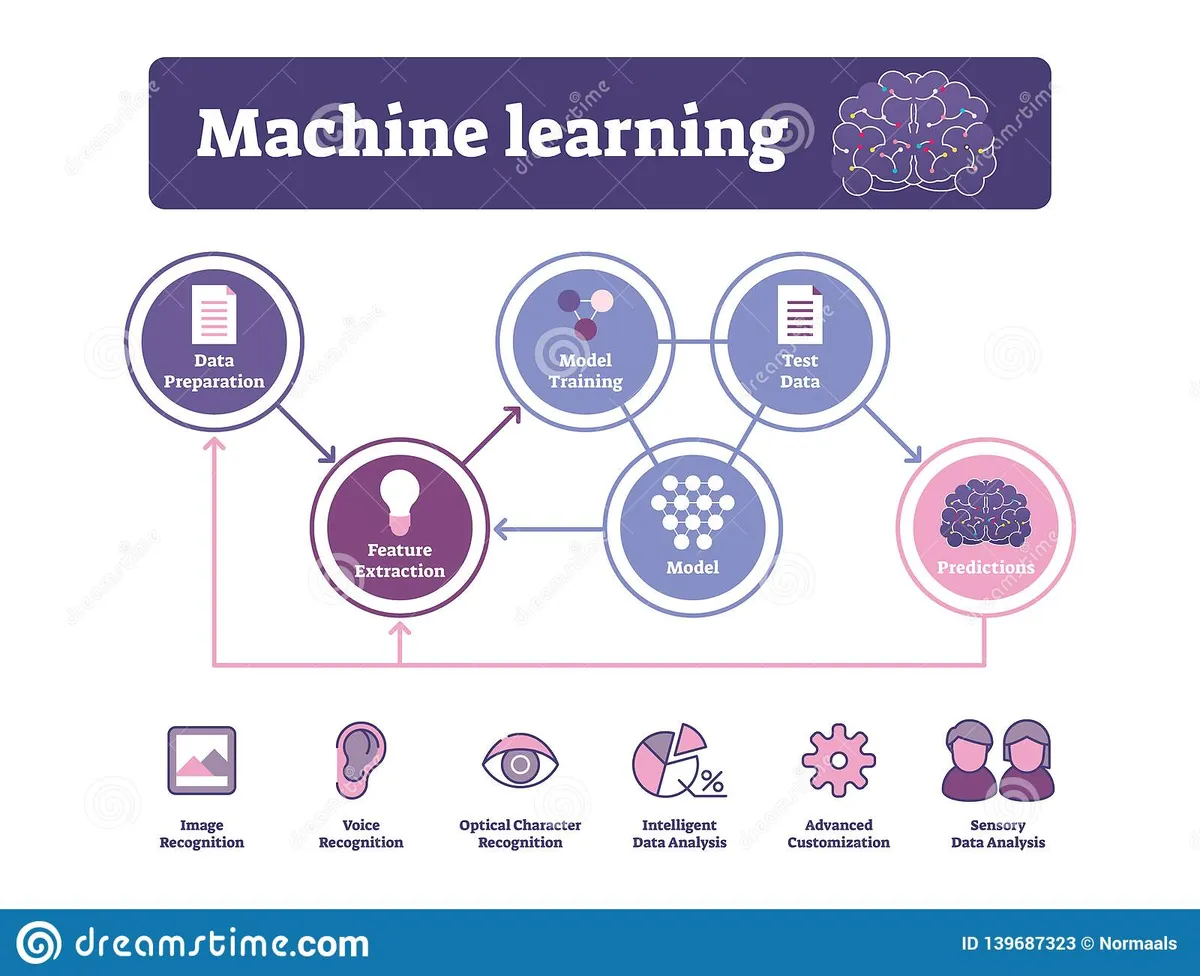 Machine learning
Data
Preparation
Model
Training
Test
Data
Feature
Extraction
Model
Predictions
Image
Recognition
Voice
Recognition
Optical Character
Recognition
Intelligent
Data Analysis
%
Advanced
Customization
Sensory
Data Analysis
dreamstime
dreamstime.com
ID 139687323 © Normaals